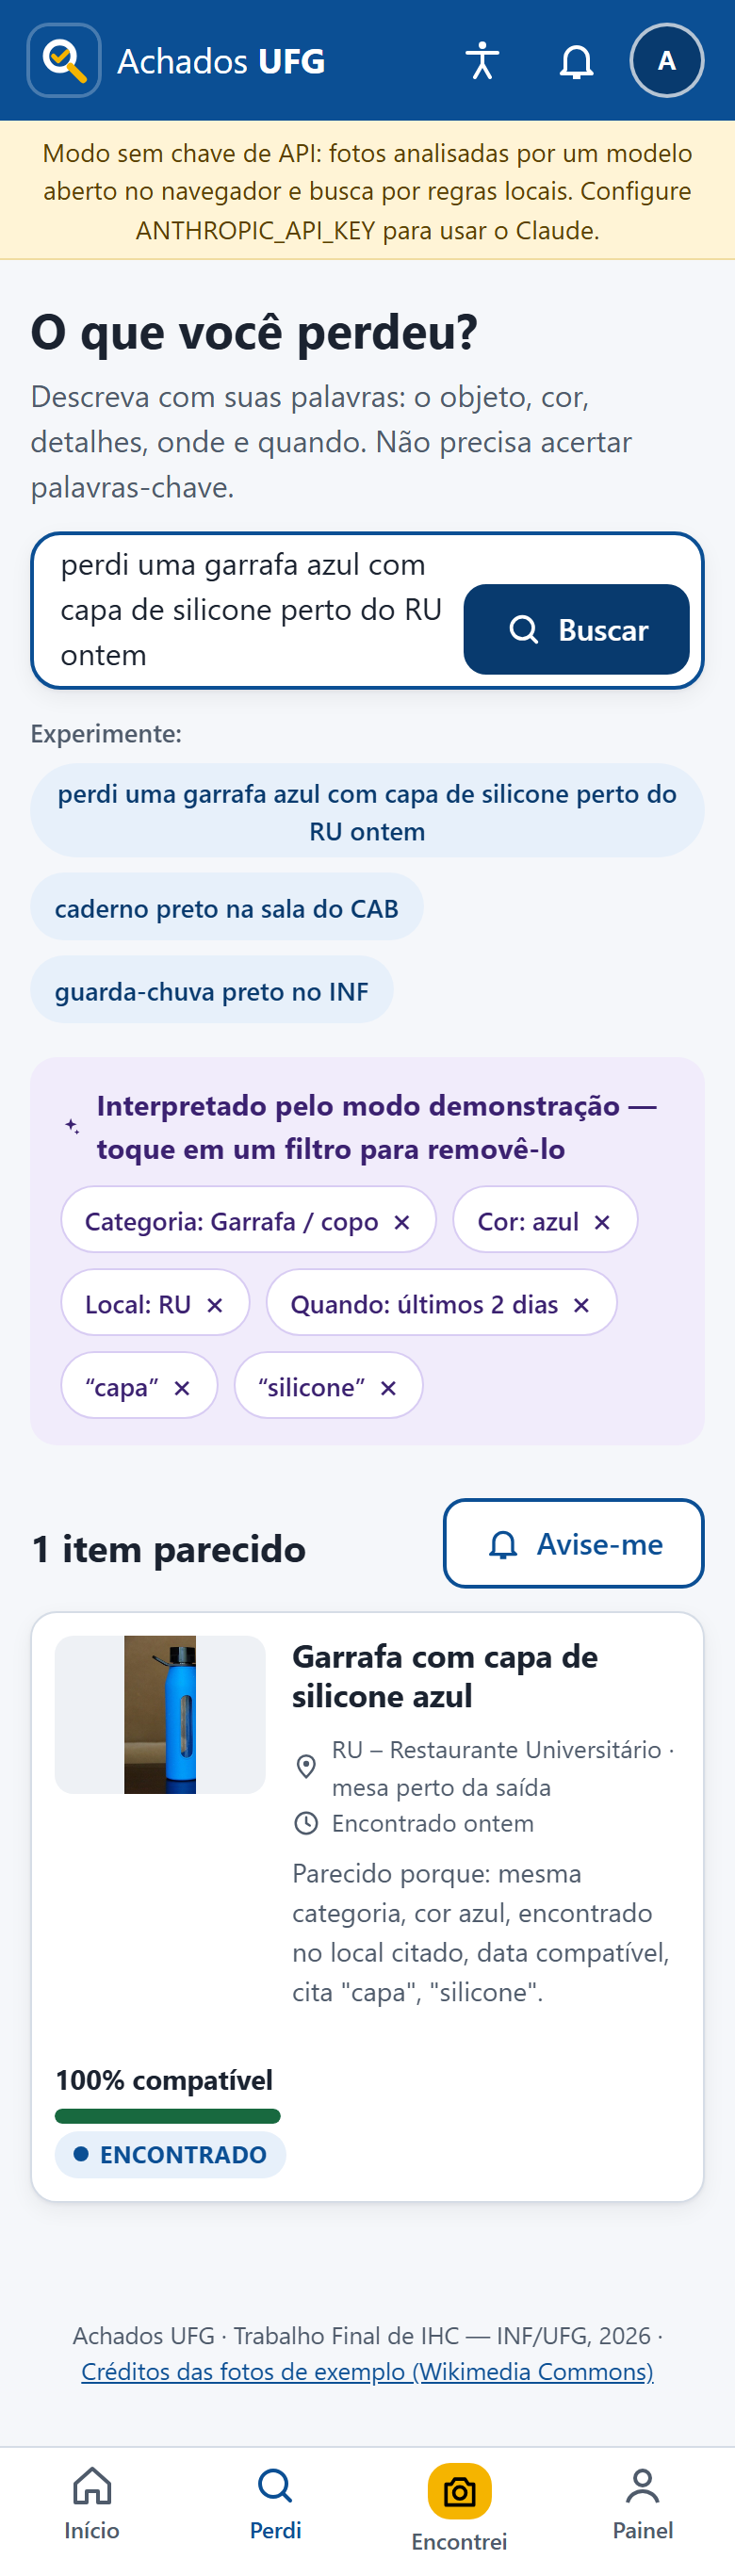 Achados UFG
A
Modo sem chave de API: fotos analisadas por um modelo
aberto no navegador e busca por regras locais. Configure
ANTHROPIC_API_KEY para usar o Claude.
O que você perdeu?
Descreva com suas palavras: o objeto, cor,
detalhes, onde e quando. Não precisa acertar
palavras-chave.
perdi uma garrafa azul com
capa de silicone perto do RU
ontem
Buscar
Experimente:
perdi uma garrafa azul com capa de silicone perto do
RU ontem
caderno preto na sala do CAB
guarda-chuva preto no INF
Interpretado pelo modo demonstração —
toque em um filtro para removê-lo
Categoria: Garrafa / copo ×
Cor: azul ×
Local: RU ×
Quando: últimos 2 dias ×
“capa” ×
“silicone” ×
1 item parecido
Avise-me
Garrafa com capa de
silicone azul
RU – Restaurante Universitário ·
mesa perto da saída
Encontrado ontem
Parecido porque: mesma
categoria, cor azul, encontrado
no local citado, data compatível,
cita "capa", "silicone".
100% compatível
ENCONTRADO
Achados UFG · Trabalho Final de IHC — INF/UFG, 2026 ·
Créditos das fotos de exemplo (Wikimedia Commons)
Início
Perdi
Encontrei
Painel